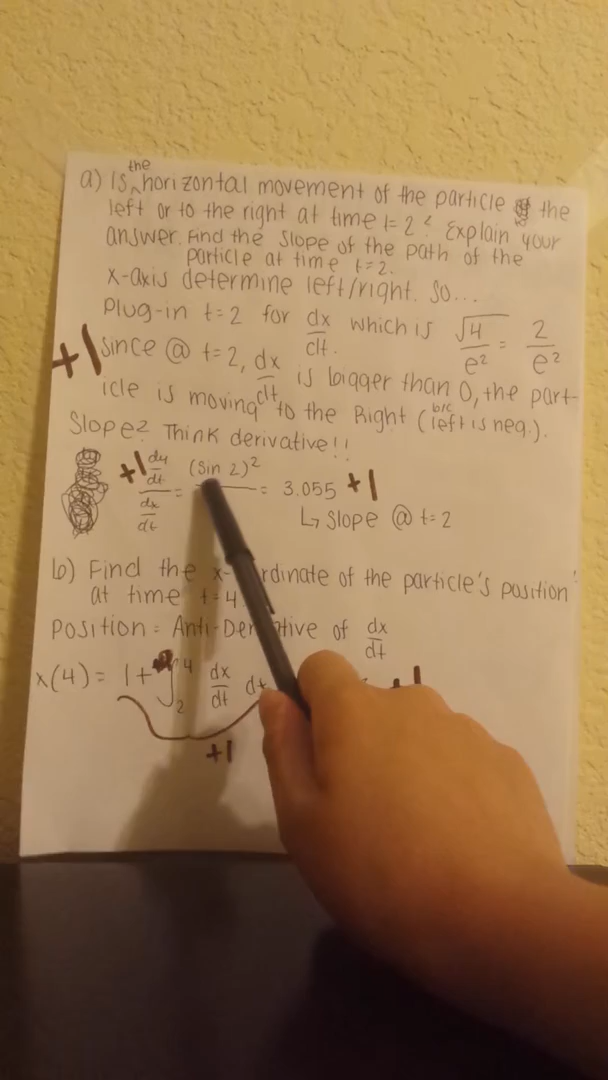 a) Is the horizontal movement of the particle the
left or to the right at time t=2? Explain your
answer. Find the slope of the path of the
particle at time t=2.
x-axis determine left/right. So...
Plug-in t=2 for dx/dt which is √4/e² = 2/e²
+1 since @ t=2, dx/dt is bigger than 0, the part-
icle is moving to the Right (b/c left is neg.).
Slope? Think derivative!!
+1 dy/dt / dx/dt = (sin 2)² = 3.055 +1
↳ slope @ t=2
b) Find the x- rdinate of the particle's position
at time t=4
Position = Anti-Der tive of dx/dt
x(4) = 1+ ∫₂⁴ dx/dt dt +1
+1